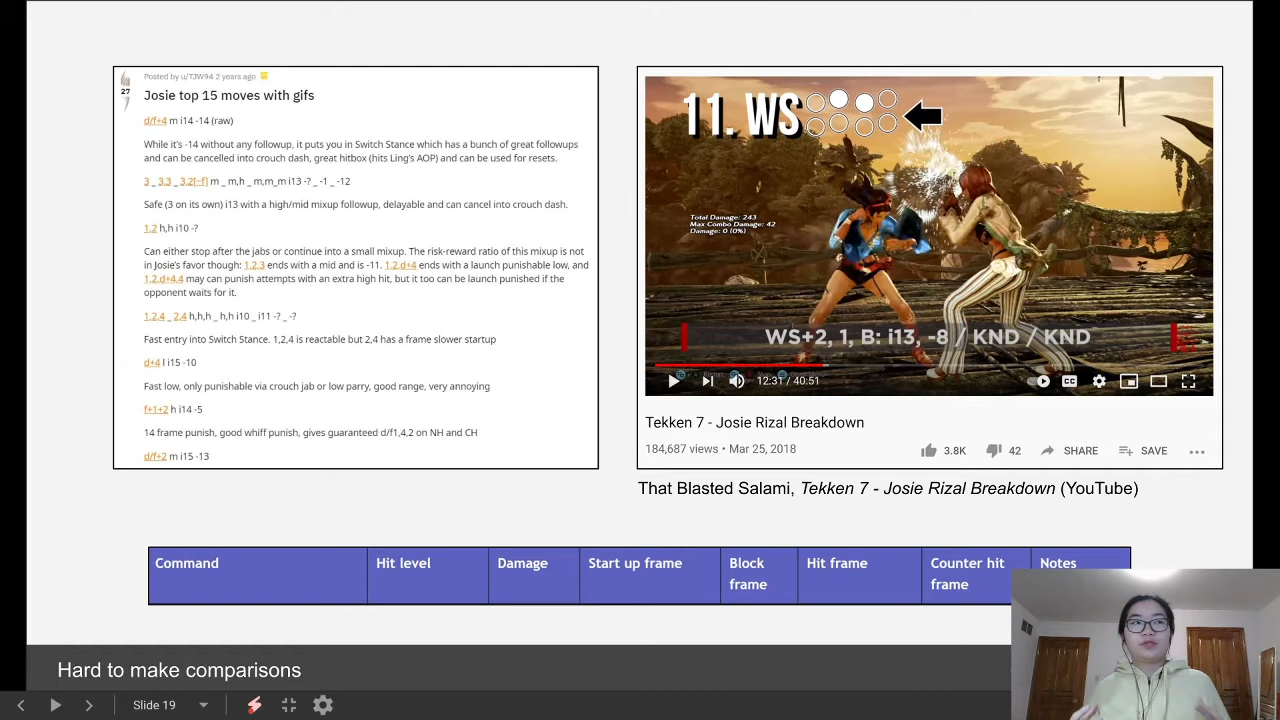 Posted by u/TJW94 2 years ago
27
Josie top 15 moves with gifs
d/f+4 m i14 -14 (raw)
While it's -14 without any followup, it puts you in Switch Stance which has a bunch of great followups
and can be cancelled into crouch dash, great hitbox (hits Ling's AOP) and can be used for resets.
3 _ 3,3 _ 3,2[~f] m _ m,h _ m,m_m i13 -? _ -1 _ -12
Safe (3 on its own) i13 with a high/mid mixup followup, delayable and can cancel into crouch dash.
1,2 h,h i10 -?
Can either stop after the jabs or continue into a small mixup. The risk-reward ratio of this mixup is not
in Josie's favor though: 1,2,3 ends with a mid and is -11. 1,2,d+4 ends with a launch punishable low, and
1,2,d+4,4 may can punish attempts with an extra high hit, but it too can be launch punished if the
opponent waits for it.
1,2,4 _ 2,4 h,h,h _ h,h i10 _ i11 -? _ -?
Fast entry into Switch Stance. 1,2,4 is reactable but 2,4 has a frame slower startup
d+4 l i15 -10
Fast low, only punishable via crouch jab or low parry, good range, very annoying
f+1+2 h i14 -5
14 frame punish, good whiff punish, gives guaranteed d/f1,4,2 on NH and CH
d/f+2 m i15 -13
11. WS
Total Damage: 243
Max Combo Damage: 42
Damage: 0 (0%)
WS+2, 1, B: i13, -8 / KND / KND
12:31 / 40:51
CC
Tekken 7 - Josie Rizal Breakdown
184,687 views • Mar 25, 2018
3.8K
42
SHARE
SAVE
That Blasted Salami, Tekken 7 - Josie Rizal Breakdown (YouTube)
Command
Hit level
Damage
Start up frame
Block
frame
Hit frame
Counter hit
frame
Notes
Hard to make comparisons
Slide 19